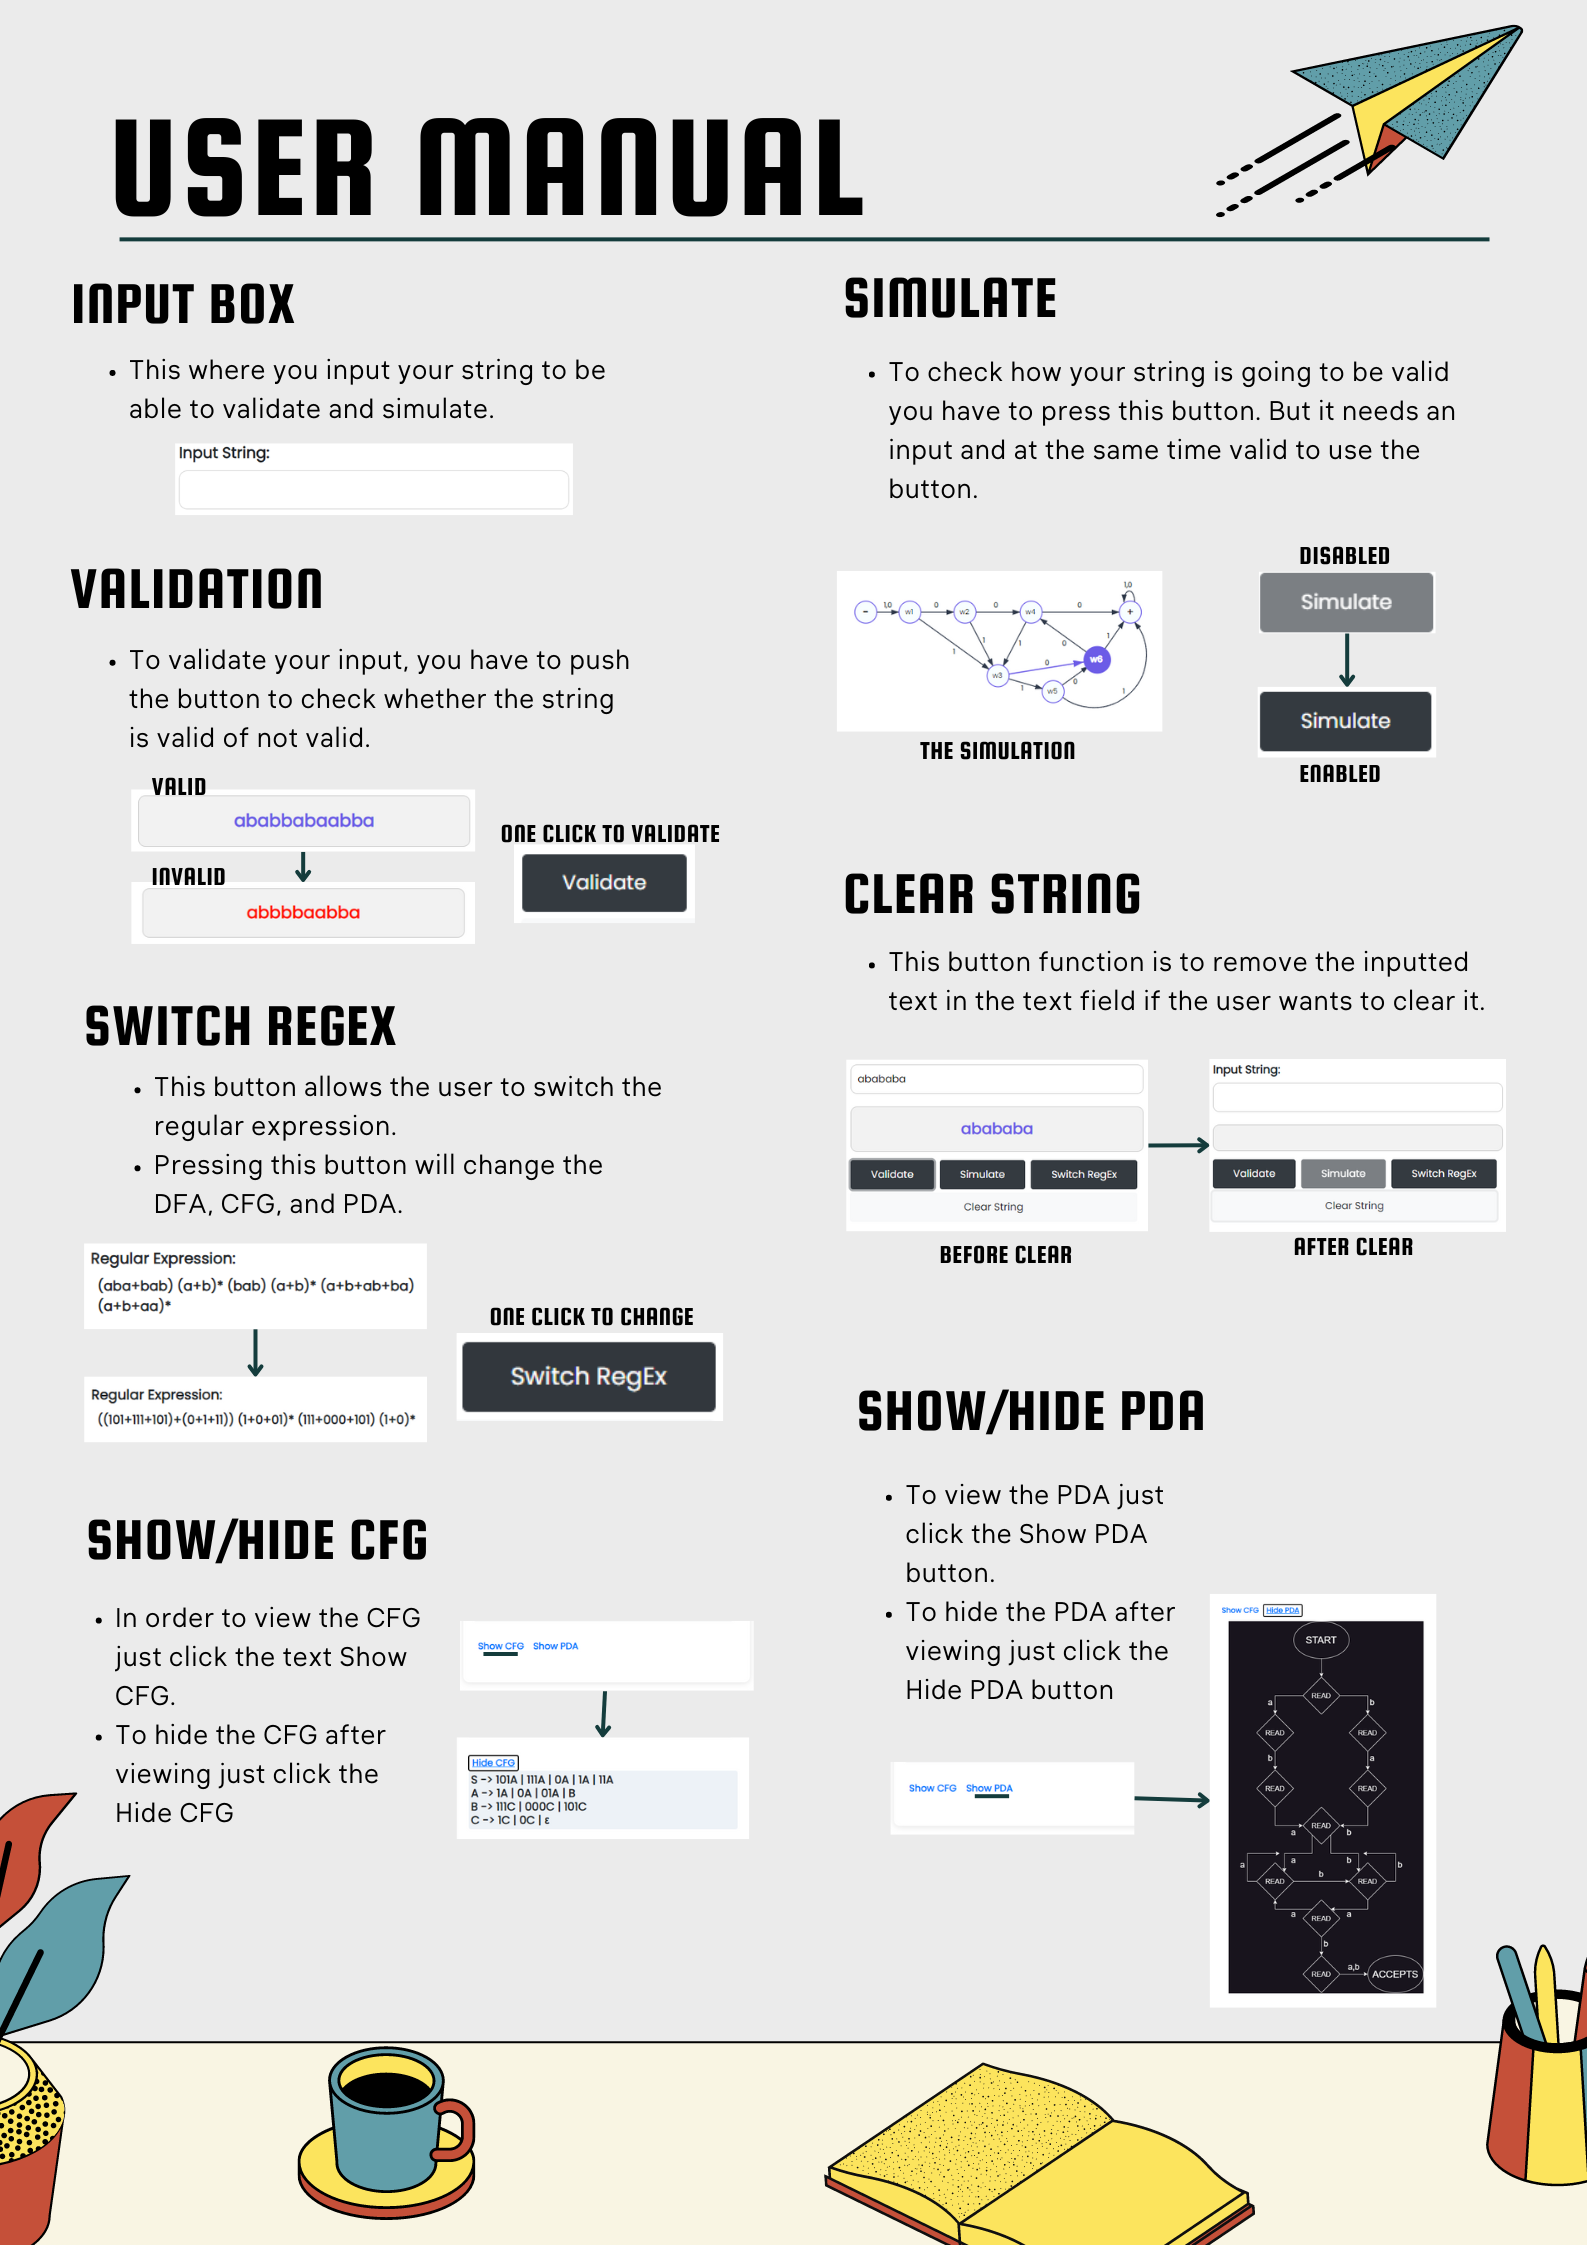 USER MANUAL
INPUT BOX
• This where you input your string to be
able to validate and simulate.
Input String:
VALIDATION
• To validate your input, you have to push
the button to check whether the string
is valid of not valid.
VALID
ababbabaabba
INVALID
abbbbaabba
ONE CLICK TO VALIDATE
Validate
SWITCH REGEX
• This button allows the user to switch the
regular expression.
• Pressing this button will change the
DFA, CFG, and PDA.
Regular Expression:
(aba+bab) (a+b)* (bab) (a+b)* (a+b+ab+ba)
(a+b+aa)*
Regular Expression:
((101+111+101)+(0+1+11)) (1+0+01)* (111+000+101) (1+0)*
ONE CLICK TO CHANGE
Switch RegEx
SHOW/HIDE CFG
• In order to view the CFG
just click the text Show
CFG.
• To hide the CFG after
viewing just click the
Hide CFG
Show CFG Show PDA
Hide CFG
S -> 101A | 111A | 0A | 1A | 11A
A -> 1A | 0A | 01A | B
B -> 111C | 000C | 101C
C -> 1C | 0C | ε
SIMULATE
• To check how your string is going to be valid
you have to press this button. But it needs an
input and at the same time valid to use the
button.
1,0
- 1,0 w1 0 w2 0 w4 0 +
1 1 1 0 1
w3 0 w6
1 w5 0 1
THE SIMULATION
DISABLED
Simulate
Simulate
ENABLED
CLEAR STRING
• This button function is to remove the inputted
text in the text field if the user wants to clear it.
abababa
abababa
Validate Simulate Switch RegEx
Clear String
BEFORE CLEAR
Input String:
Validate Simulate Switch RegEx
Clear String
AFTER CLEAR
SHOW/HIDE PDA
• To view the PDA just
click the Show PDA
button.
• To hide the PDA after
viewing just click the
Hide PDA button
Show CFG Show PDA
Show CFG Hide PDA
START
READ
a b
READ READ
b a
READ READ
READ
a b
a a b b
READ b READ
a READ a
b
READ a,b ACCEPTS